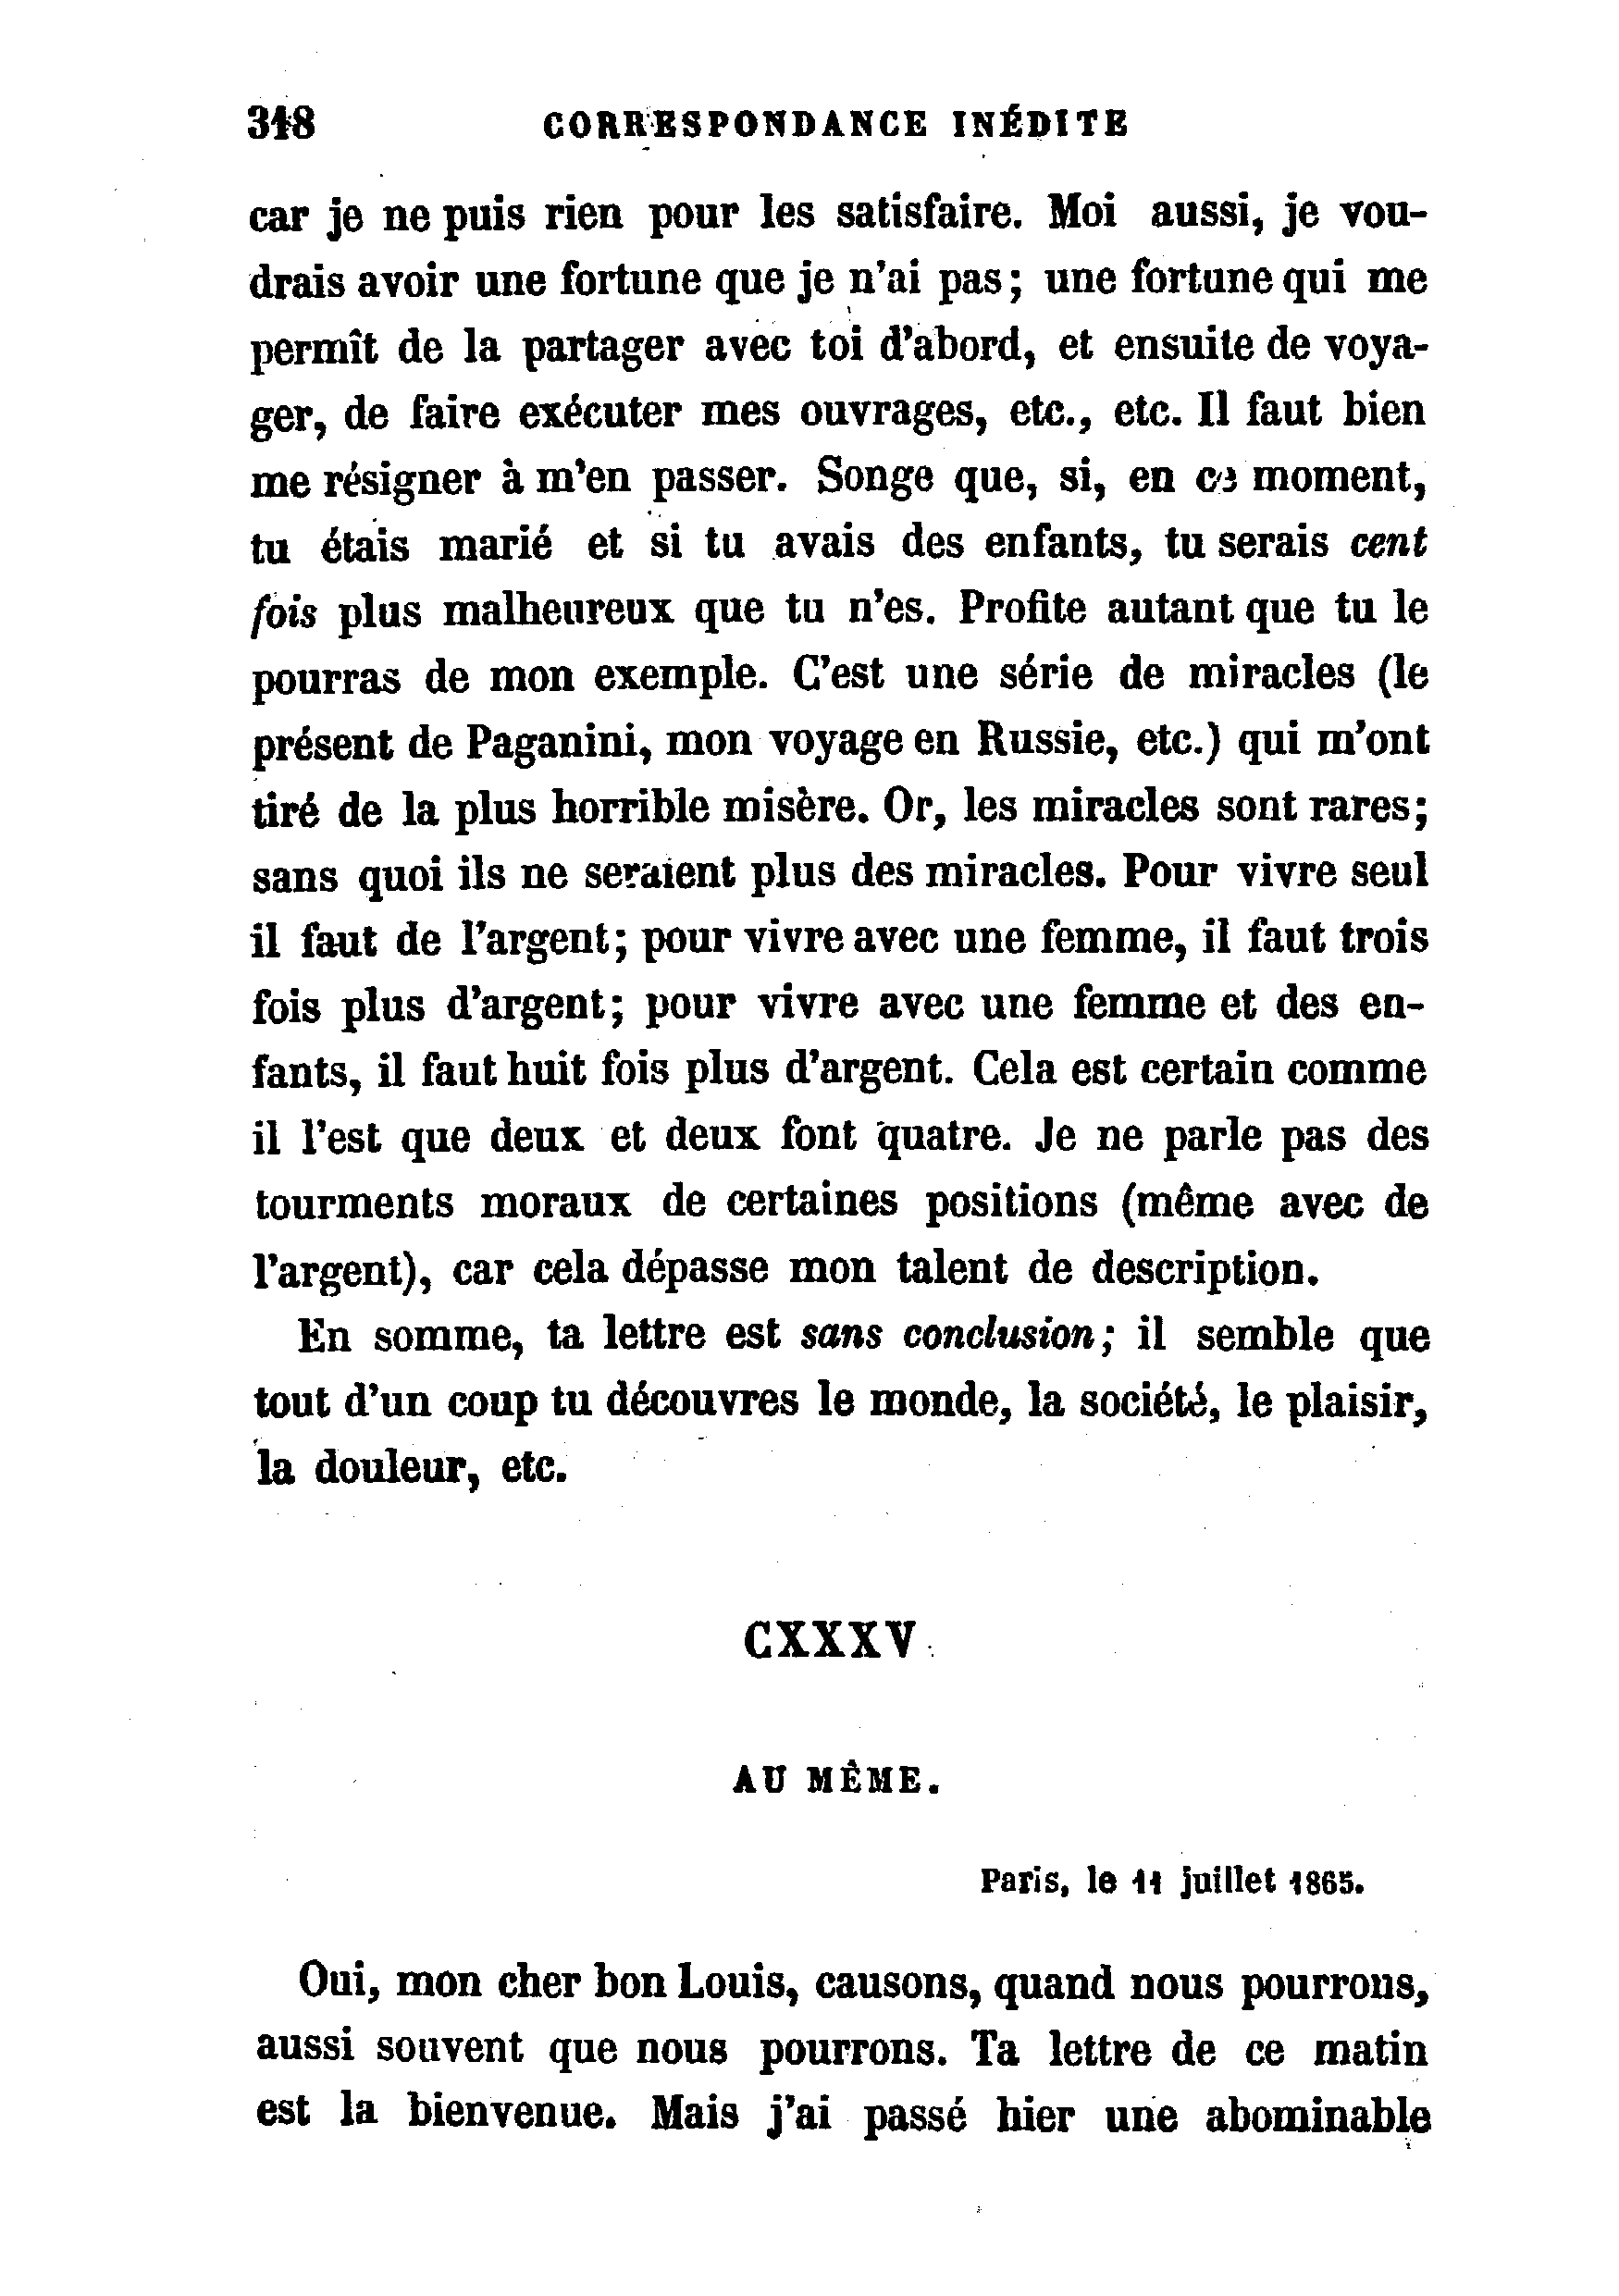 318 CORRESPONDANCE INÉDITE
car je ne puis rien pour les satisfaire. Moi aussi, je vou-
drais avoir une fortune que je n'ai pas; une fortune qui me
permît de la partager avec toi d'abord, et ensuite de voya-
ger, de faire exécuter mes ouvrages, etc., etc. Il faut bien
me résigner à m'en passer. Songe que, si, en ce moment,
tu étais marié et si tu avais des enfants, tu serais cent
fois plus malheureux que tu n'es. Profite autant que tu le
pourras de mon exemple. C'est une série de miracles (le
présent de Paganini, mon voyage en Russie, etc.) qui m'ont
tiré de la plus horrible misère. Or, les miracles sont rares;
sans quoi ils ne seraient plus des miracles. Pour vivre seul
il faut de l'argent; pour vivre avec une femme, il faut trois
fois plus d'argent; pour vivre avec une femme et des en-
fants, il faut huit fois plus d'argent. Cela est certain comme
il l'est que deux et deux font quatre. Je ne parle pas des
tourments moraux de certaines positions (même avec de
l'argent), car cela dépasse mon talent de description.
En somme, ta lettre est sans conclusion; il semble que
tout d'un coup tu découvres le monde, la société, le plaisir,
la douleur, etc.
CXXXV
AU MÊME.
Paris, le 11 juillet 1865.
Oui, mon cher bon Louis, causons, quand nous pourrons,
aussi souvent que nous pourrons. Ta lettre de ce matin
est la bienvenue. Mais j'ai passé hier une abominable